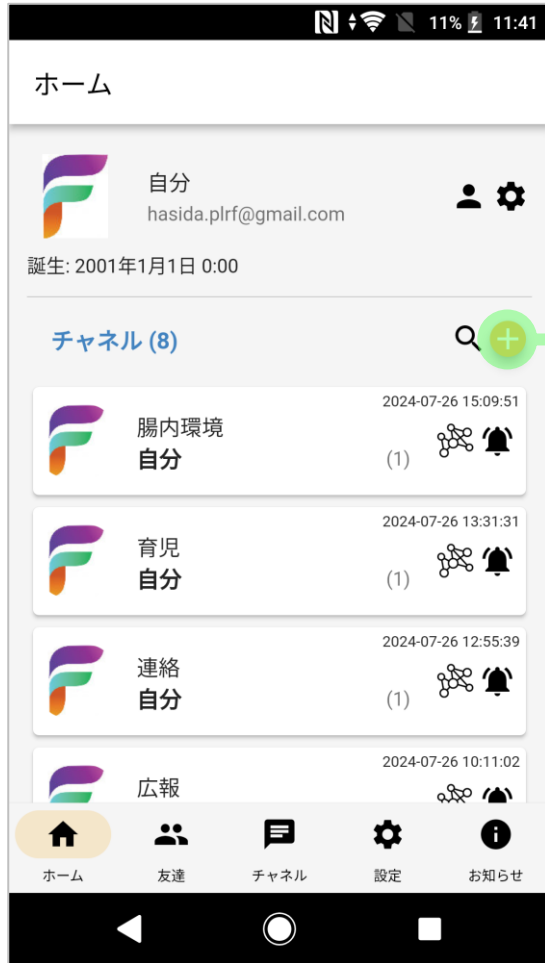 11% 11:41
ホーム
自分
hasida.plrf@gmail.com
誕生: 2001年1月1日 0:00
チャネル (8)
2024-07-26 15:09:51
腸内環境
自分 (1)
2024-07-26 13:31:31
育児
自分 (1)
2024-07-26 12:55:39
連絡
自分 (1)
2024-07-26 10:11:02
広報
ホーム 友達 チャネル 設定 お知らせ